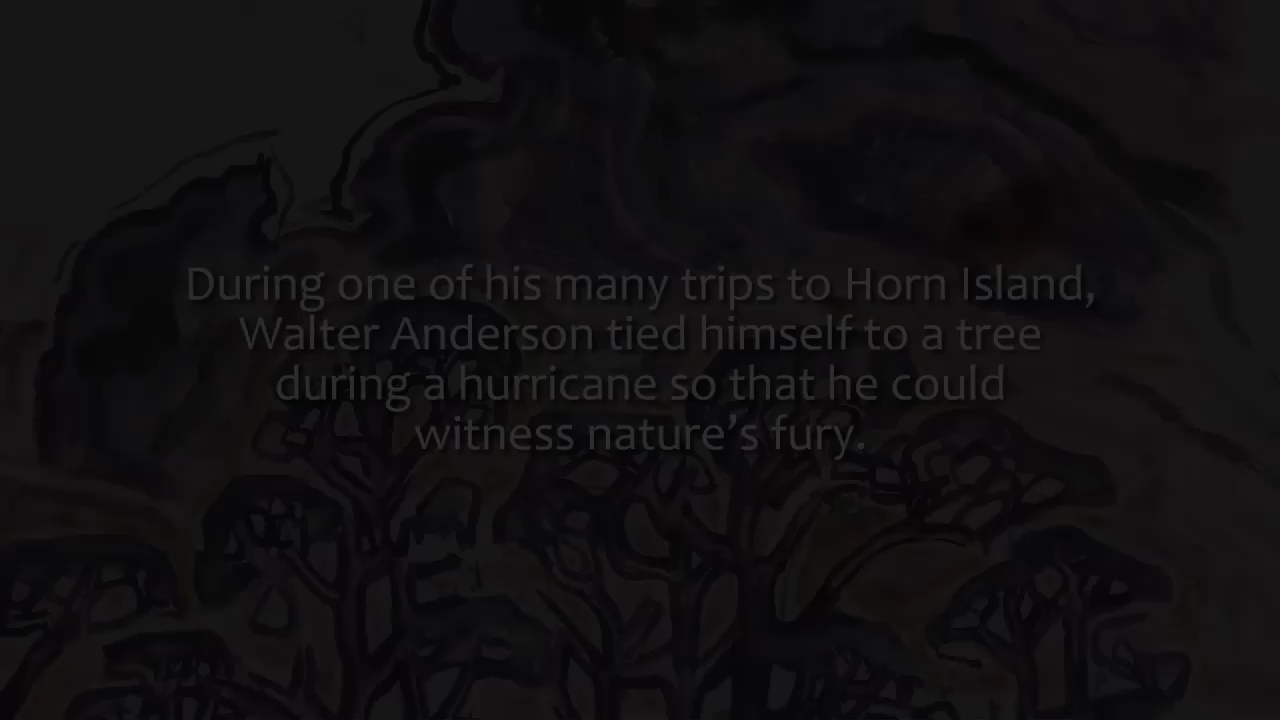 During one of his many trips to Horn Island,
Walter Anderson tied himself to a tree
during a hurricane so that he could
witness nature’s fury.